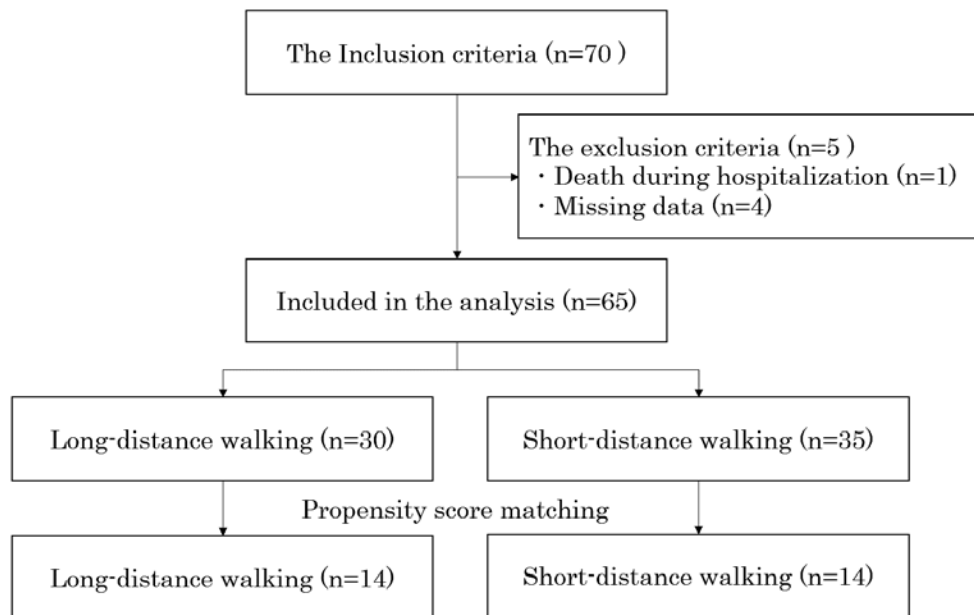 The Inclusion criteria (n=70 )
The exclusion criteria (n=5 )
・Death during hospitalization (n=1)
・Missing data (n=4)
Included in the analysis (n=65)
Long-distance walking (n=30)
Short-distance walking (n=35)
Propensity score matching
Long-distance walking (n=14)
Short-distance walking (n=14)